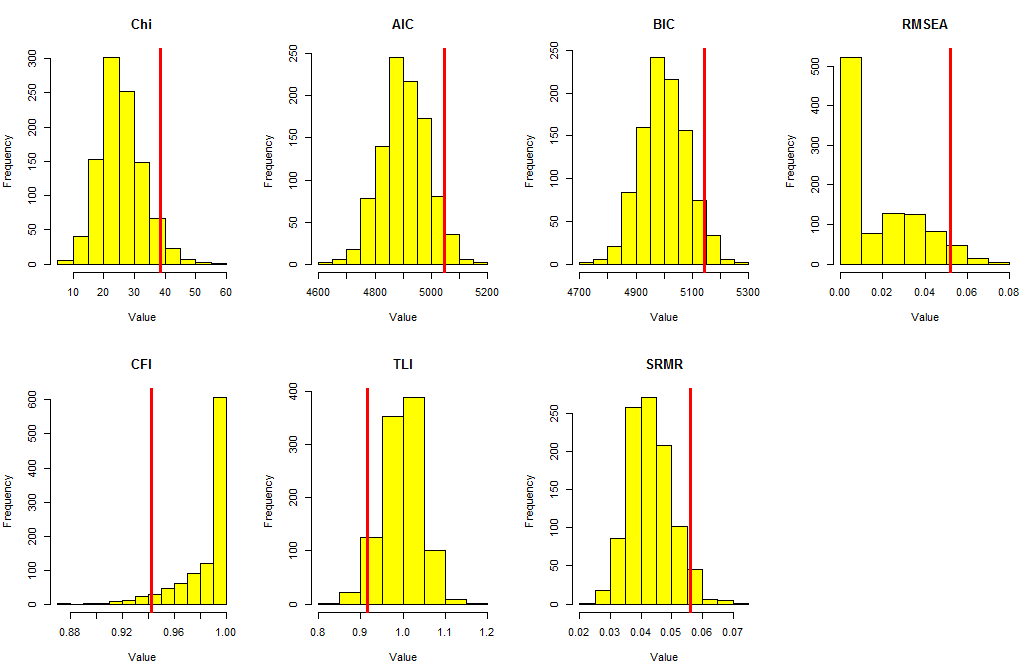 Chi
Frequency
0 50 100 150 200 250 300
10 20 30 40 50 60
Value
AIC
Frequency
0 50 100 150 200 250
4600 4800 5000 5200
Value
BIC
Frequency
0 50 100 150 200 250
4700 4900 5100 5300
Value
RMSEA
Frequency
0 100 200 300 400 500
0.00 0.02 0.04 0.06 0.08
Value
CFI
Frequency
0 100 200 300 400 500 600
0.88 0.92 0.96 1.00
Value
TLI
Frequency
0 100 200 300 400
0.8 0.9 1.0 1.1 1.2
Value
SRMR
Frequency
0 50 100 150 200 250
0.02 0.03 0.04 0.05 0.06 0.07
Value